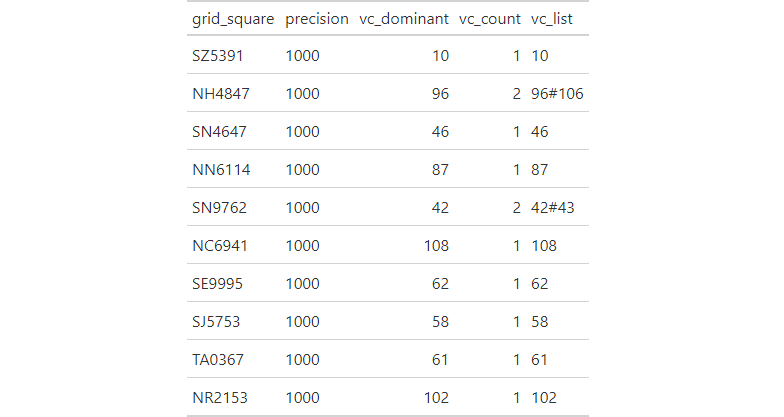 grid_square precision vc_dominant vc_count vc_list
SZ5391 1000 10 1 10
NH4847 1000 96 2 96#106
SN4647 1000 46 1 46
NN6114 1000 87 1 87
SN9762 1000 42 2 42#43
NC6941 1000 108 1 108
SE9995 1000 62 1 62
SJ5753 1000 58 1 58
TA0367 1000 61 1 61
NR2153 1000 102 1 102